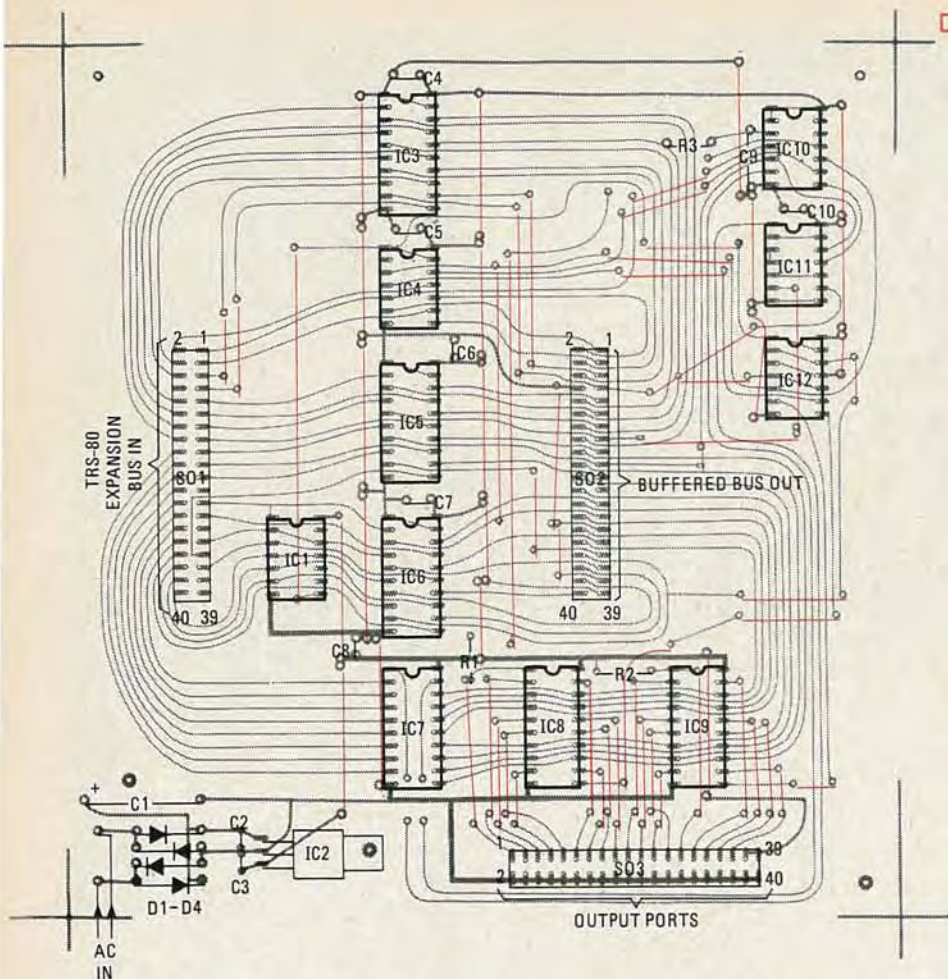 C4
IC3
R3
C9
IC10
C5
C10
IC4
IC11
2 1
2 1
C6
IC12
IC5
TRS-80
EXPANSION
BUS IN
SO1
SO2
BUFFERED BUS OUT
C7
IC1
IC6
40 39
40 39
C8
R1
R2
IC7
IC8
IC9
+
C1
C2
IC2
C3
1
39
SO3
2
40
D1-D4
OUTPUT PORTS
AC
IN